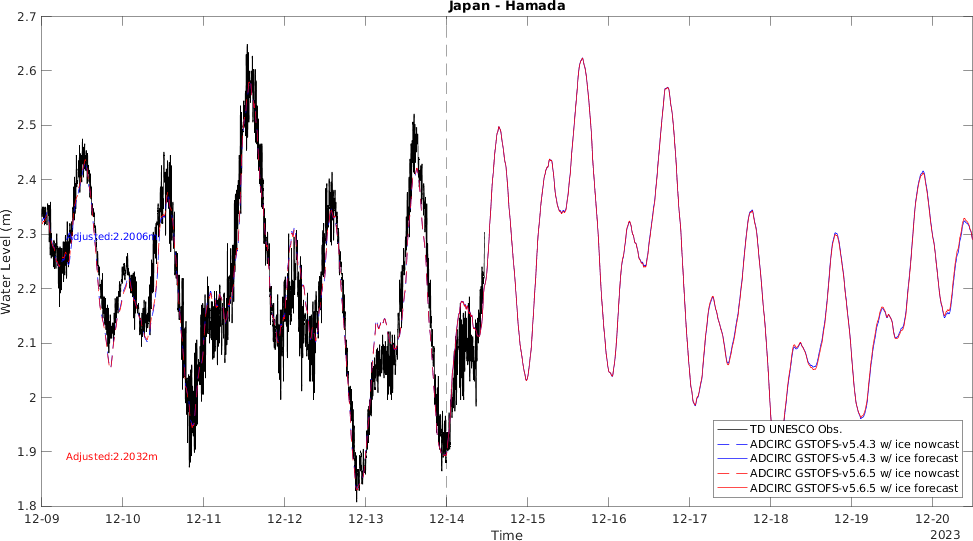 Japan - Hamada
2.7
2.6
2.5
2.4
2.3
2.2
2.1
2
1.9
1.8
Water Level (m)
Adjusted:2.2006m
Adjusted:2.2032m
TD UNESCO Obs.
ADCIRC GSTOFS-v5.4.3 w/ ice nowcast
ADCIRC GSTOFS-v5.4.3 w/ ice forecast
ADCIRC GSTOFS-v5.6.5 w/ ice nowcast
ADCIRC GSTOFS-v5.6.5 w/ ice forecast
12-09 12-10 12-11 12-12 12-13 12-14 12-15 12-16 12-17 12-18 12-19 12-20
2023
Time